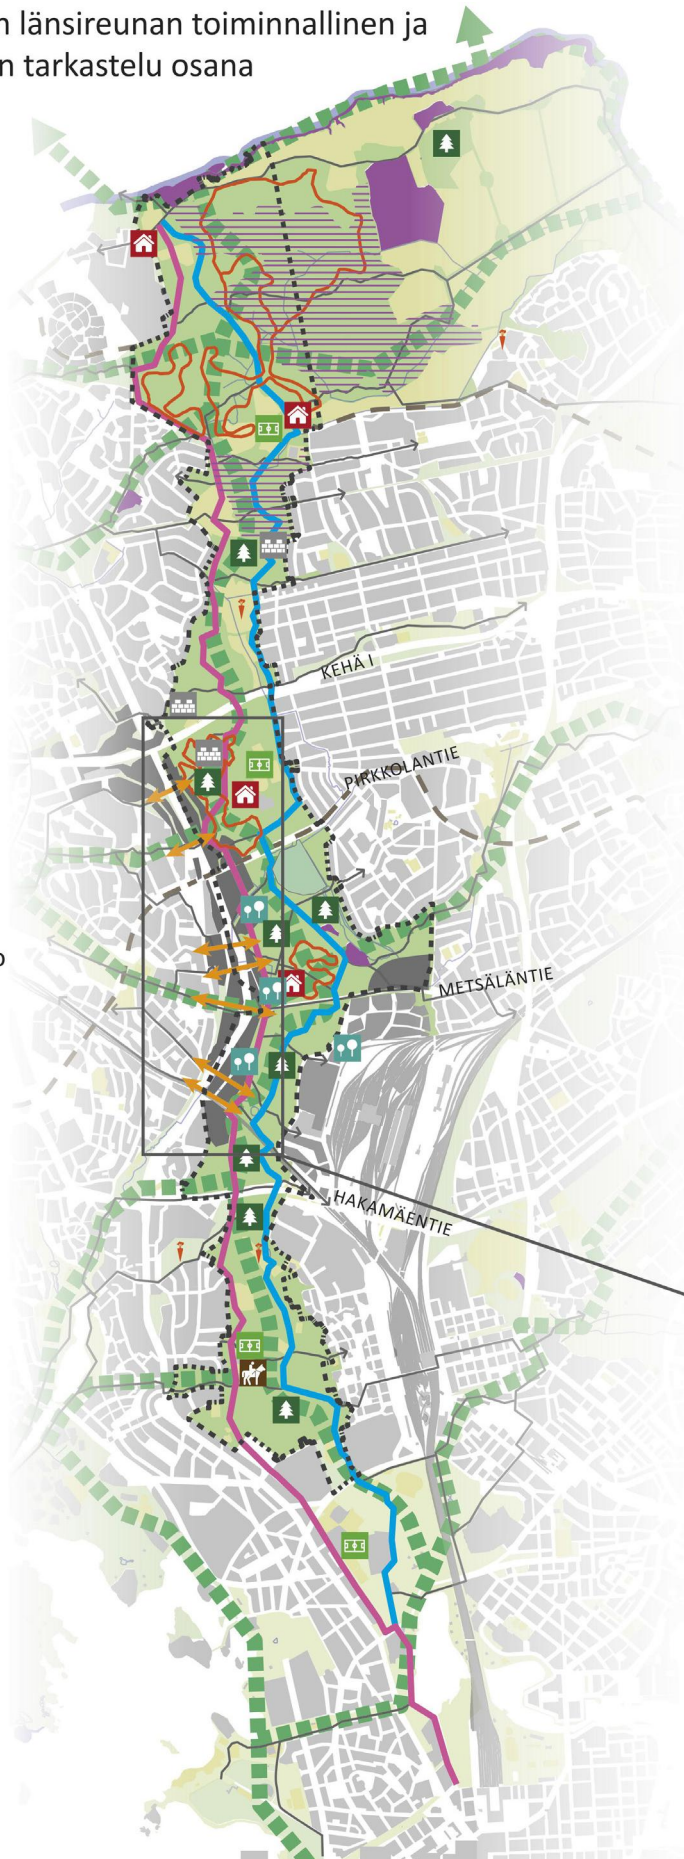 n länsireunan toiminnallinen ja
n tarkastelu osana
KEHÄ I
PIRKKOLANTIE
METSÄLÄNTIE
HAKAMÄENTIE